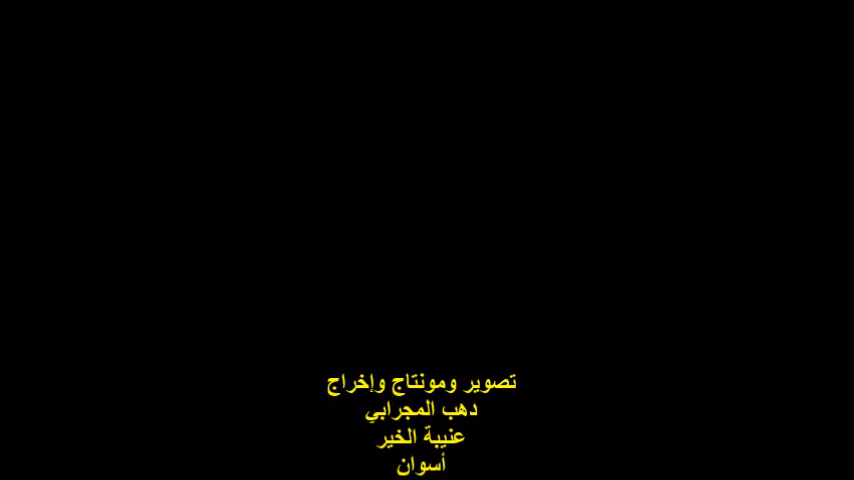 تصوير ومونتاج وإخراج
دهب المجرابي
عنيبة الخير
أسوان